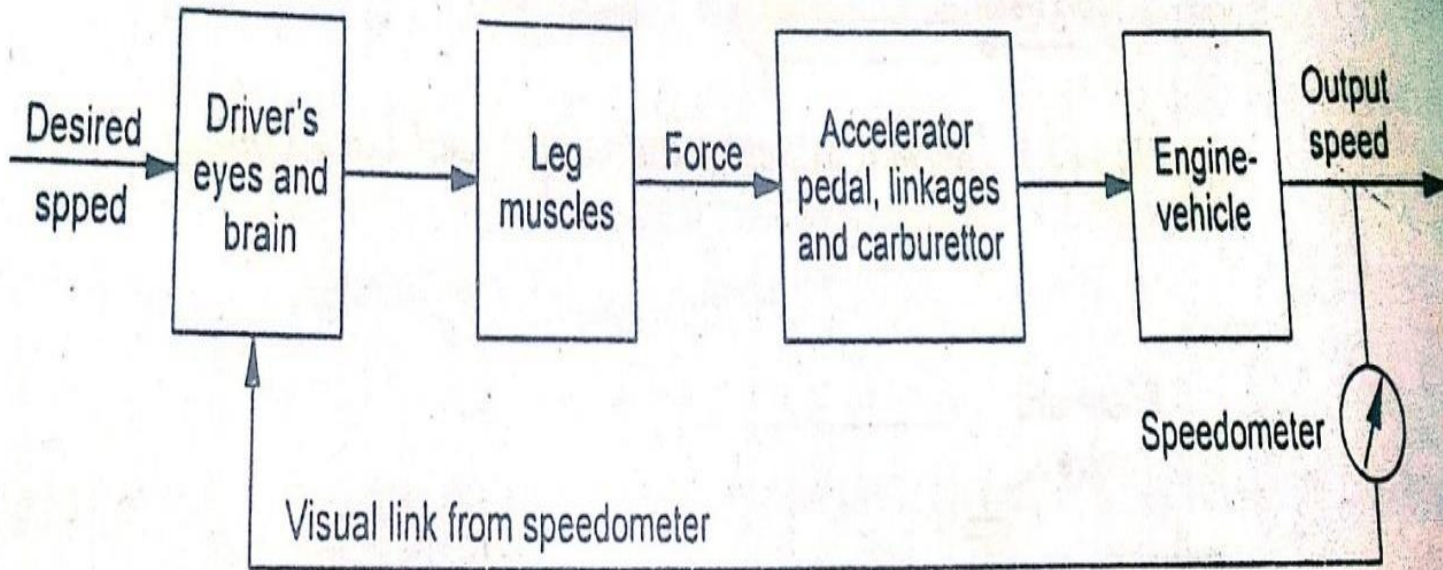 Desired
spped
Driver's
eyes and
brain
Leg
muscles
Force
Accelerator
pedal, linkages
and carburettor
Engine-
vehicle
Output
speed
Speedometer
Visual link from speedometer